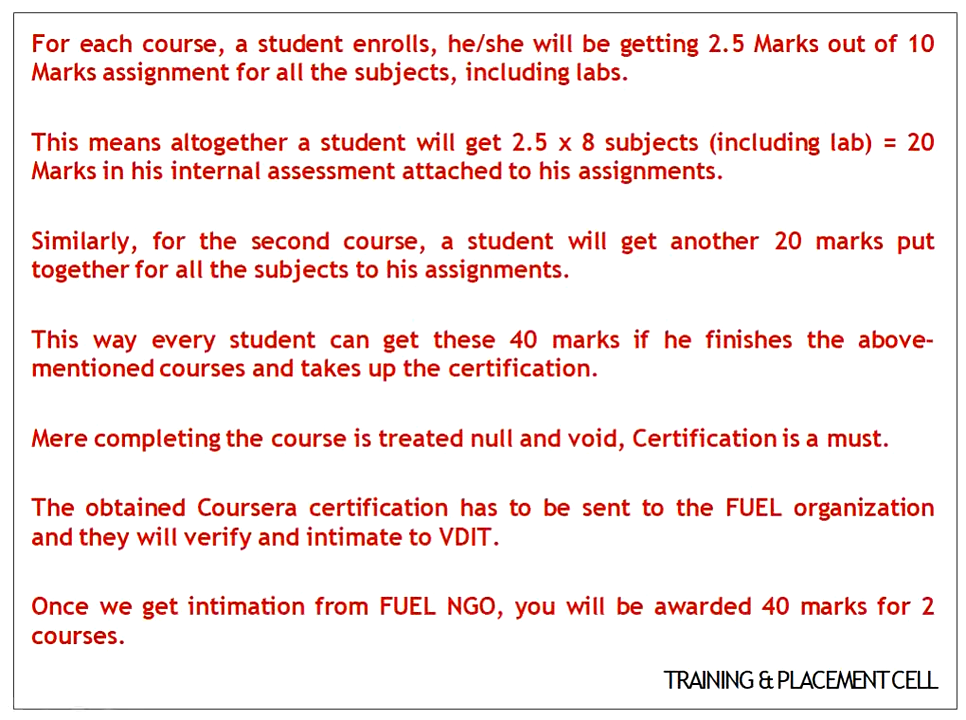 For each course, a student enrolls, he/she will be getting 2.5 Marks out of 10
Marks assignment for all the subjects, including labs.
This means altogether a student will get 2.5 x 8 subjects (including lab) = 20
Marks in his internal assessment attached to his assignments.
Similarly, for the second course, a student will get another 20 marks put
together for all the subjects to his assignments.
This way every student can get these 40 marks if he finishes the above-
mentioned courses and takes up the certification.
Mere completing the course is treated null and void, Certification is a must.
The obtained Coursera certification has to be sent to the FUEL organization
and they will verify and intimate to VDIT.
Once we get intimation from FUEL NGO, you will be awarded 40 marks for 2
courses.
TRAINING & PLACEMENT CELL